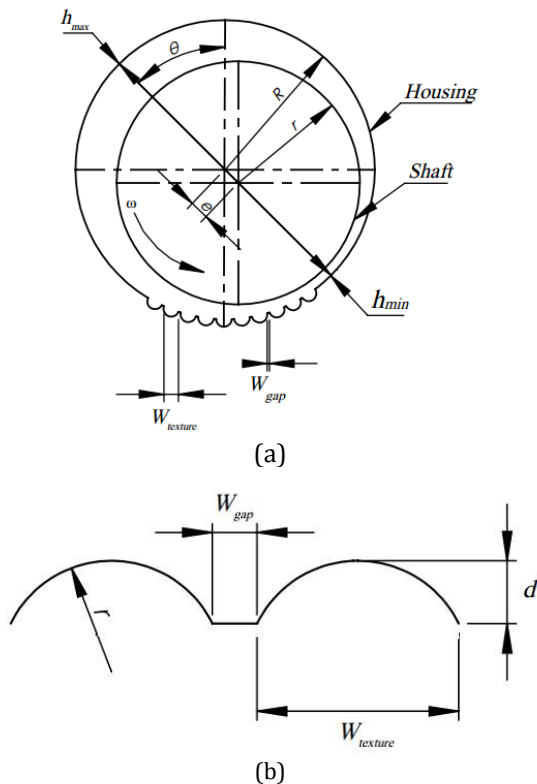 h_max
θ
R
r
Housing
Shaft
e
ω
h_min
W_gap
W_texture
(a)
W_gap
r
d
W_texture
(b)